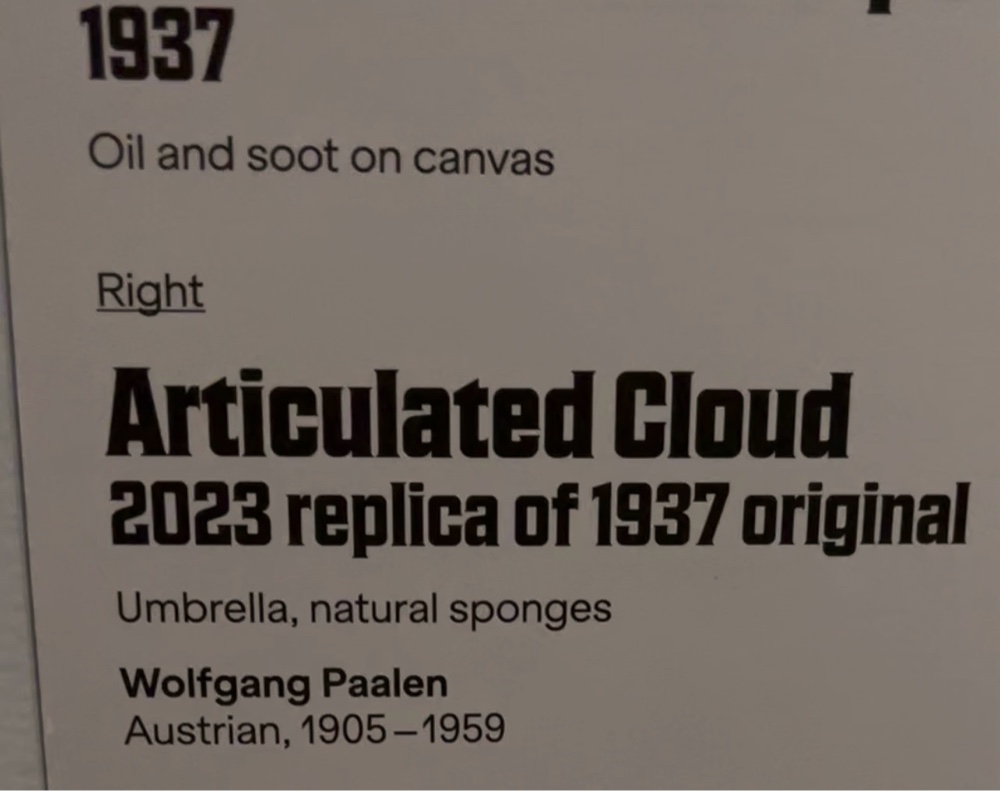 1937
Oil and soot on canvas
Right
Articulated Cloud
2023 replica of 1937 original
Umbrella, natural sponges
Wolfgang Paalen
Austrian, 1905–1959